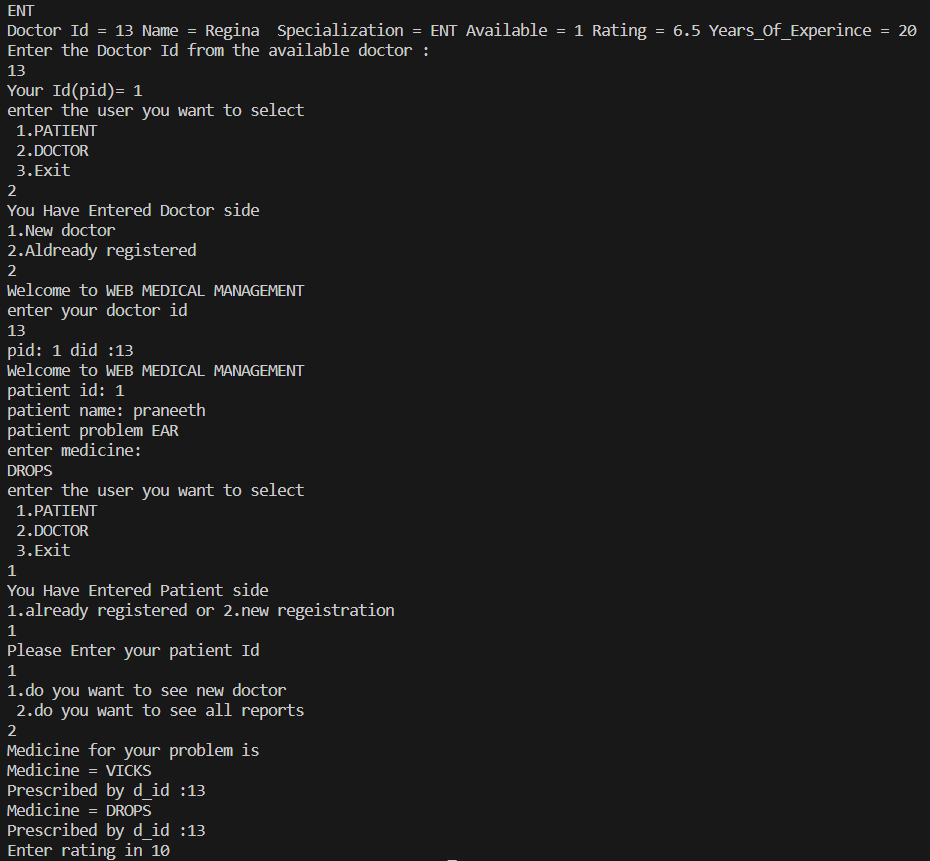 ENT
Doctor Id = 13 Name = Regina  Specialization = ENT Available = 1 Rating = 6.5 Years_Of_Experince = 20
Enter the Doctor Id from the available doctor :
13
Your Id(pid)= 1
enter the user you want to select
 1.PATIENT
 2.DOCTOR
 3.Exit
2
You Have Entered Doctor side
1.New doctor
2.Aldready registered
2
Welcome to WEB MEDICAL MANAGEMENT
enter your doctor id
13
pid: 1 did :13
Welcome to WEB MEDICAL MANAGEMENT
patient id: 1
patient name: praneeth
patient problem EAR
enter medicine:
DROPS
enter the user you want to select
 1.PATIENT
 2.DOCTOR
 3.Exit
1
You Have Entered Patient side
1.already registered or 2.new regeistration
1
Please Enter your patient Id
1
1.do you want to see new doctor
 2.do you want to see all reports
2
Medicine for your problem is
Medicine = VICKS
Prescribed by d_id :13
Medicine = DROPS
Prescribed by d_id :13
Enter rating in 10